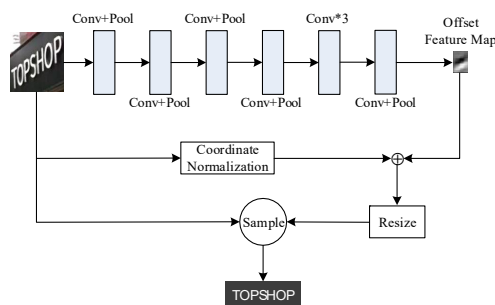 Conv+Pool Conv+Pool Conv*3 Offset
Feature Map
TOPSHOP
Conv+Pool Conv+Pool Conv+Pool
Coordinate
Normalization
Sample
Resize
TOPSHOP